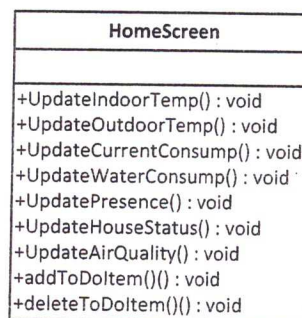 HomeScreen
+UpdateIndoorTemp() : void
+UpdateOutdoorTemp() : void
+UpdateCurrentConsump() : void
+UpdateWaterConsump() : void
+UpdatePresence() : void
+UpdateHouseStatus() : void
+UpdateAirQuality() : void
+addToDoItem()() : void
+deleteToDoItem()() : void